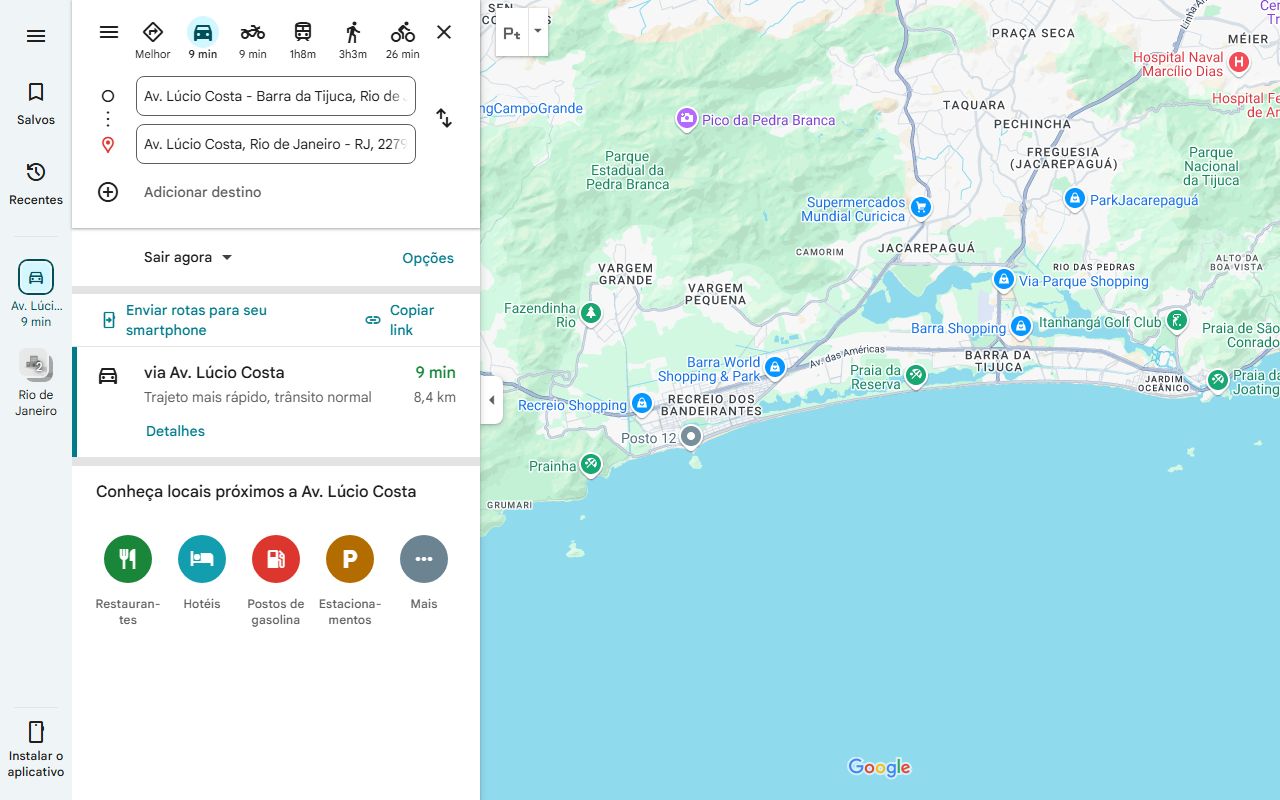 Salvos
Recentes
Av. Lúci...
9 min
Rio de
Janeiro
Instalar o
aplicativo
Melhor
9 min
9 min
1h8m
3h3m
26 min
Av. Lúcio Costa - Barra da Tijuca, Rio de
Av. Lúcio Costa, Rio de Janeiro - RJ, 2279
Adicionar destino
Sair agora
Opções
Enviar rotas para seu
smartphone
Copiar
link
via Av. Lúcio Costa
9 min
Trajeto mais rápido, trânsito normal
8,4 km
Detalhes
Conheça locais próximos a Av. Lúcio Costa
Restauran-
tes
Hotéis
Postos de
gasolina
P
Estaciona-
mentos
Mais
SEN
PRAÇA SECA
MÉIER
Hospital Naval
Marcílio Dias
H
Hospital Fe
ngCampoGrande
TAQUARA
Pico da Pedra Branca
PECHINCHA
FREGUESIA
(JACAREPAGUÁ)
Parque
Estadual da
Pedra Branca
Parque
Nacional
da Tijuca
Supermercados
Mundial Curicica
ParkJacarepaguá
CAMORIM
JACAREPAGUÁ
ALTO DA
BOA VISTA
RIO DAS PEDRAS
VARGEM
GRANDE
VARGEM
PEQUENA
Via Parque Shopping
Fazendinha
Rio
Barra Shopping
Itanhangá Golf Club
Praia de São
Conrado
Av. das Américas
BARRA DA
TIJUCA
Barra World
Shopping & Park
Praia da
Reserva
JARDIM
OCEÂNICO
Praia da
Joating
Recreio Shopping
RECREIO DOS
BANDEIRANTES
Posto 12
Prainha
GRUMARI
Google